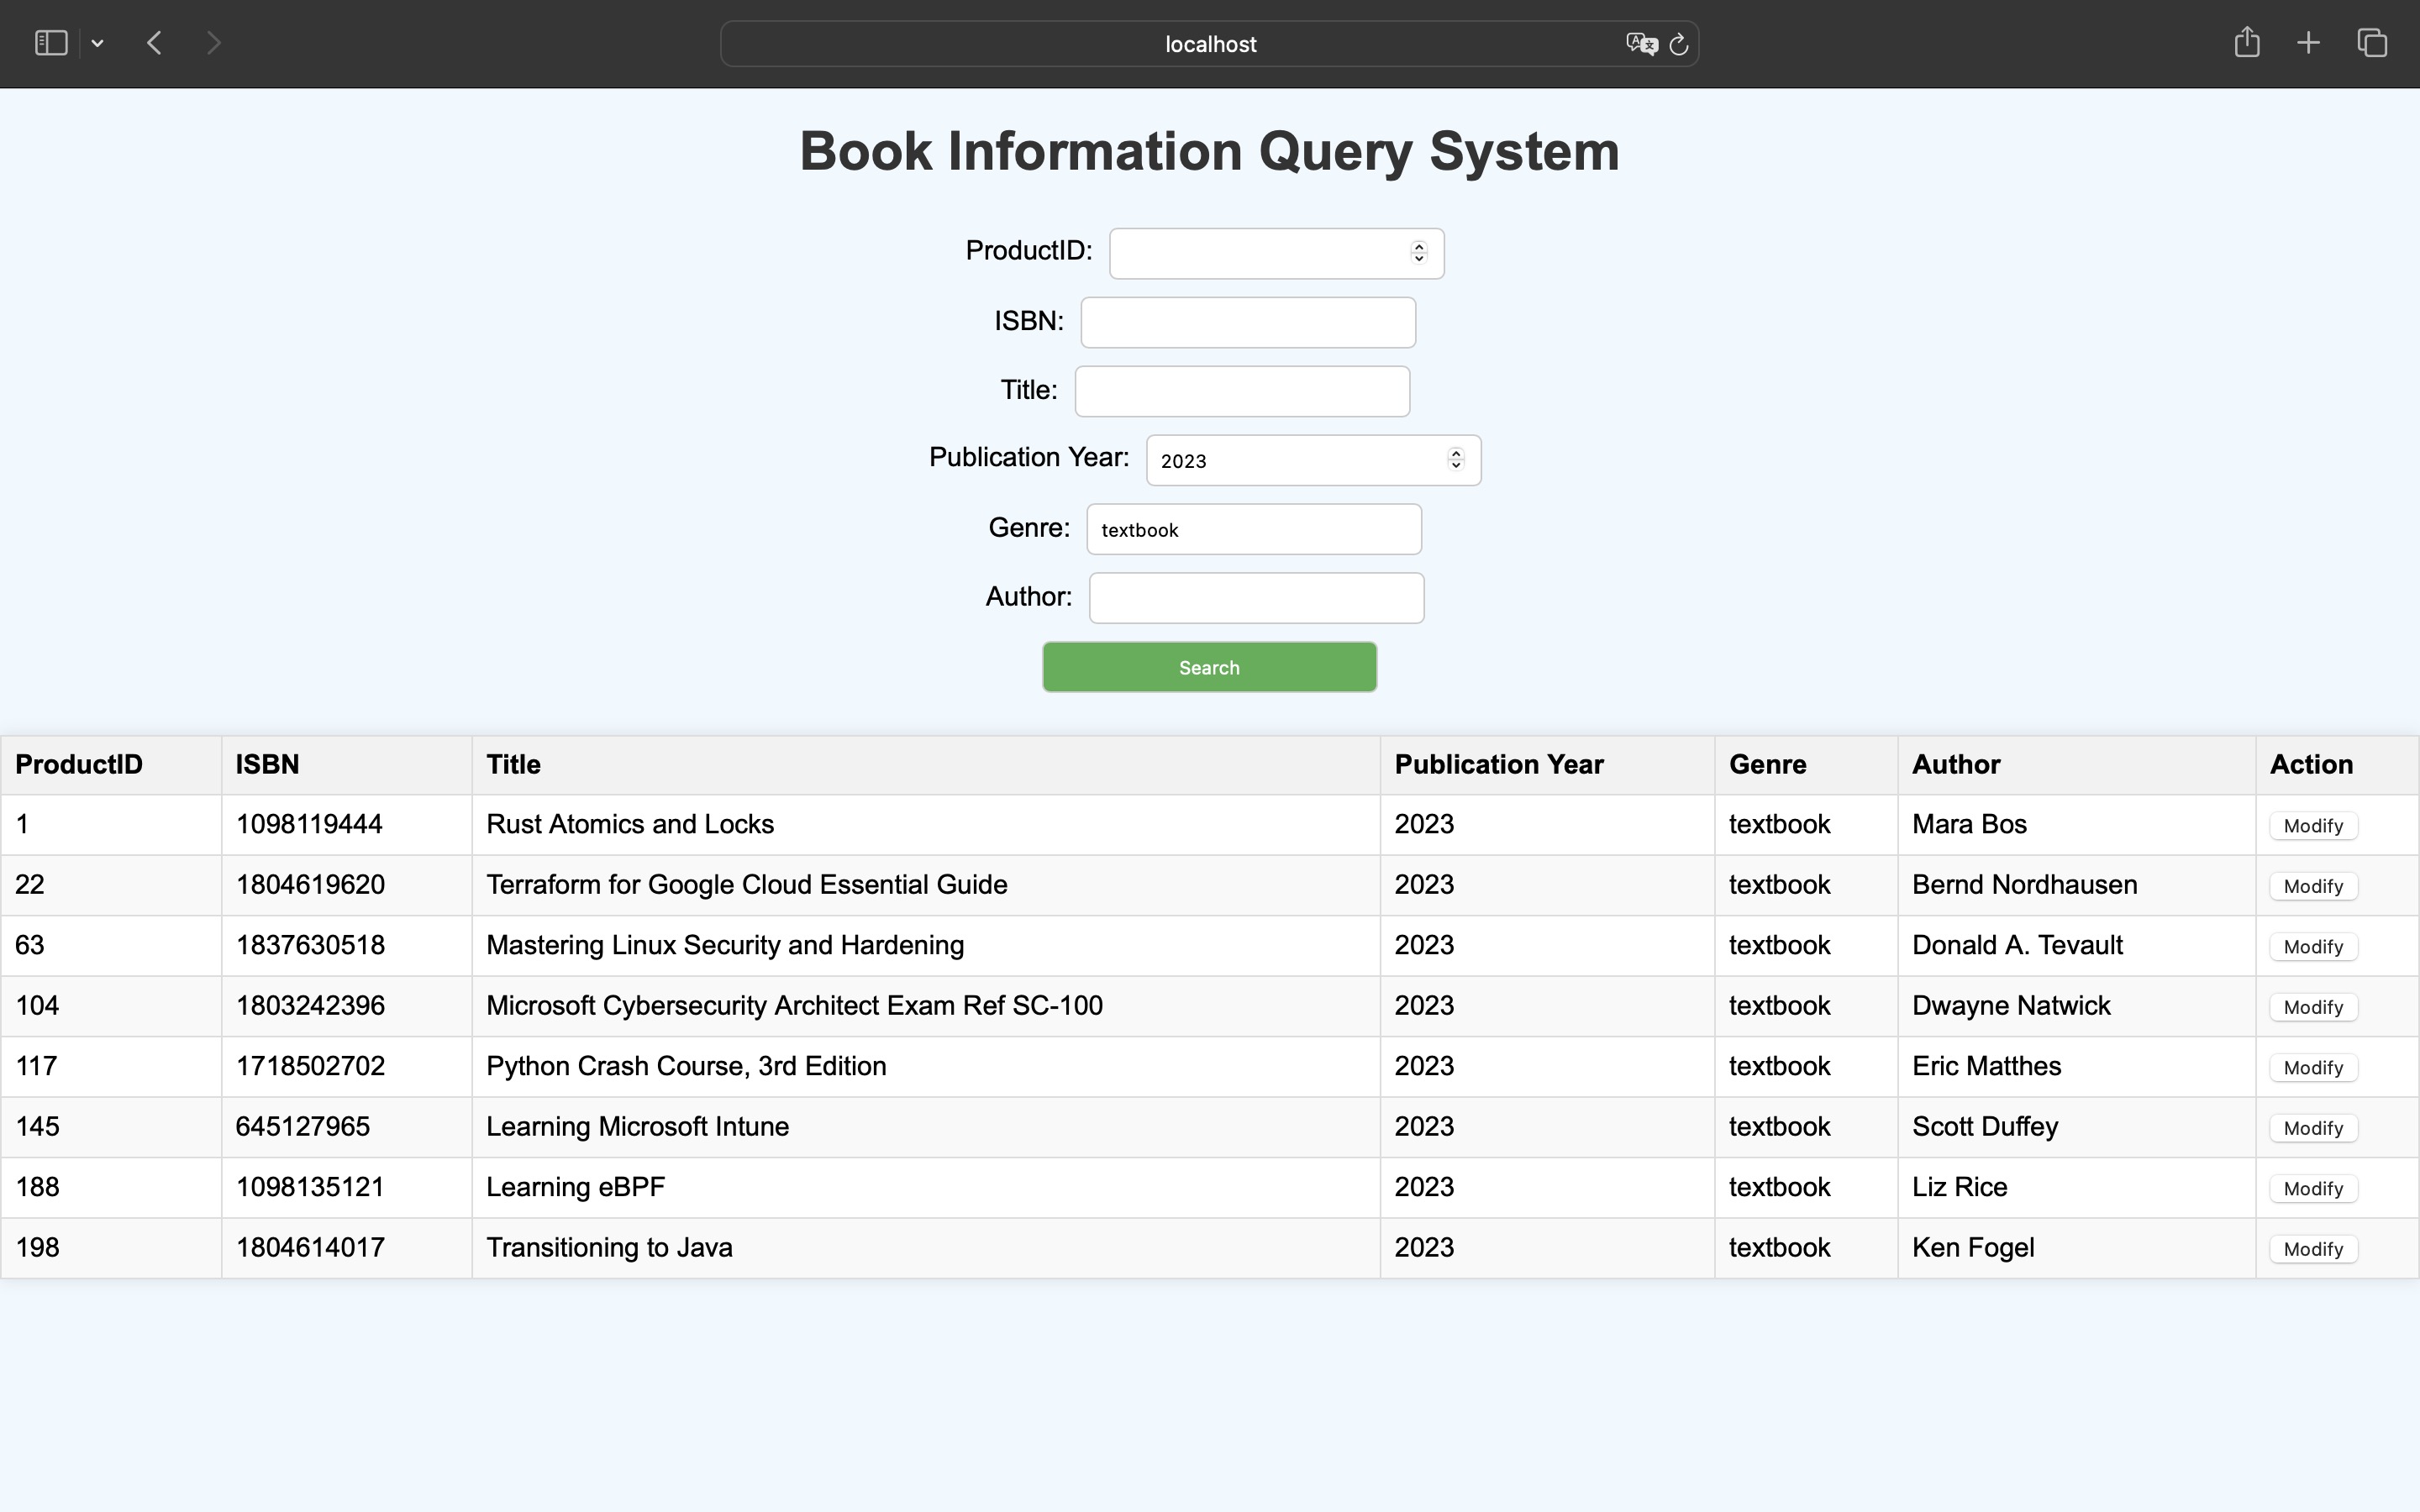 localhost
Book Information Query System
ProductID:
ISBN:
Title:
Publication Year: 2023
Genre: textbook
Author:
Search
ProductID ISBN Title Publication Year Genre Author Action
1 1098119444 Rust Atomics and Locks 2023 textbook Mara Bos Modify
22 1804619620 Terraform for Google Cloud Essential Guide 2023 textbook Bernd Nordhausen Modify
63 1837630518 Mastering Linux Security and Hardening 2023 textbook Donald A. Tevault Modify
104 1803242396 Microsoft Cybersecurity Architect Exam Ref SC-100 2023 textbook Dwayne Natwick Modify
117 1718502702 Python Crash Course, 3rd Edition 2023 textbook Eric Matthes Modify
145 645127965 Learning Microsoft Intune 2023 textbook Scott Duffey Modify
188 1098135121 Learning eBPF 2023 textbook Liz Rice Modify
198 1804614017 Transitioning to Java 2023 textbook Ken Fogel Modify